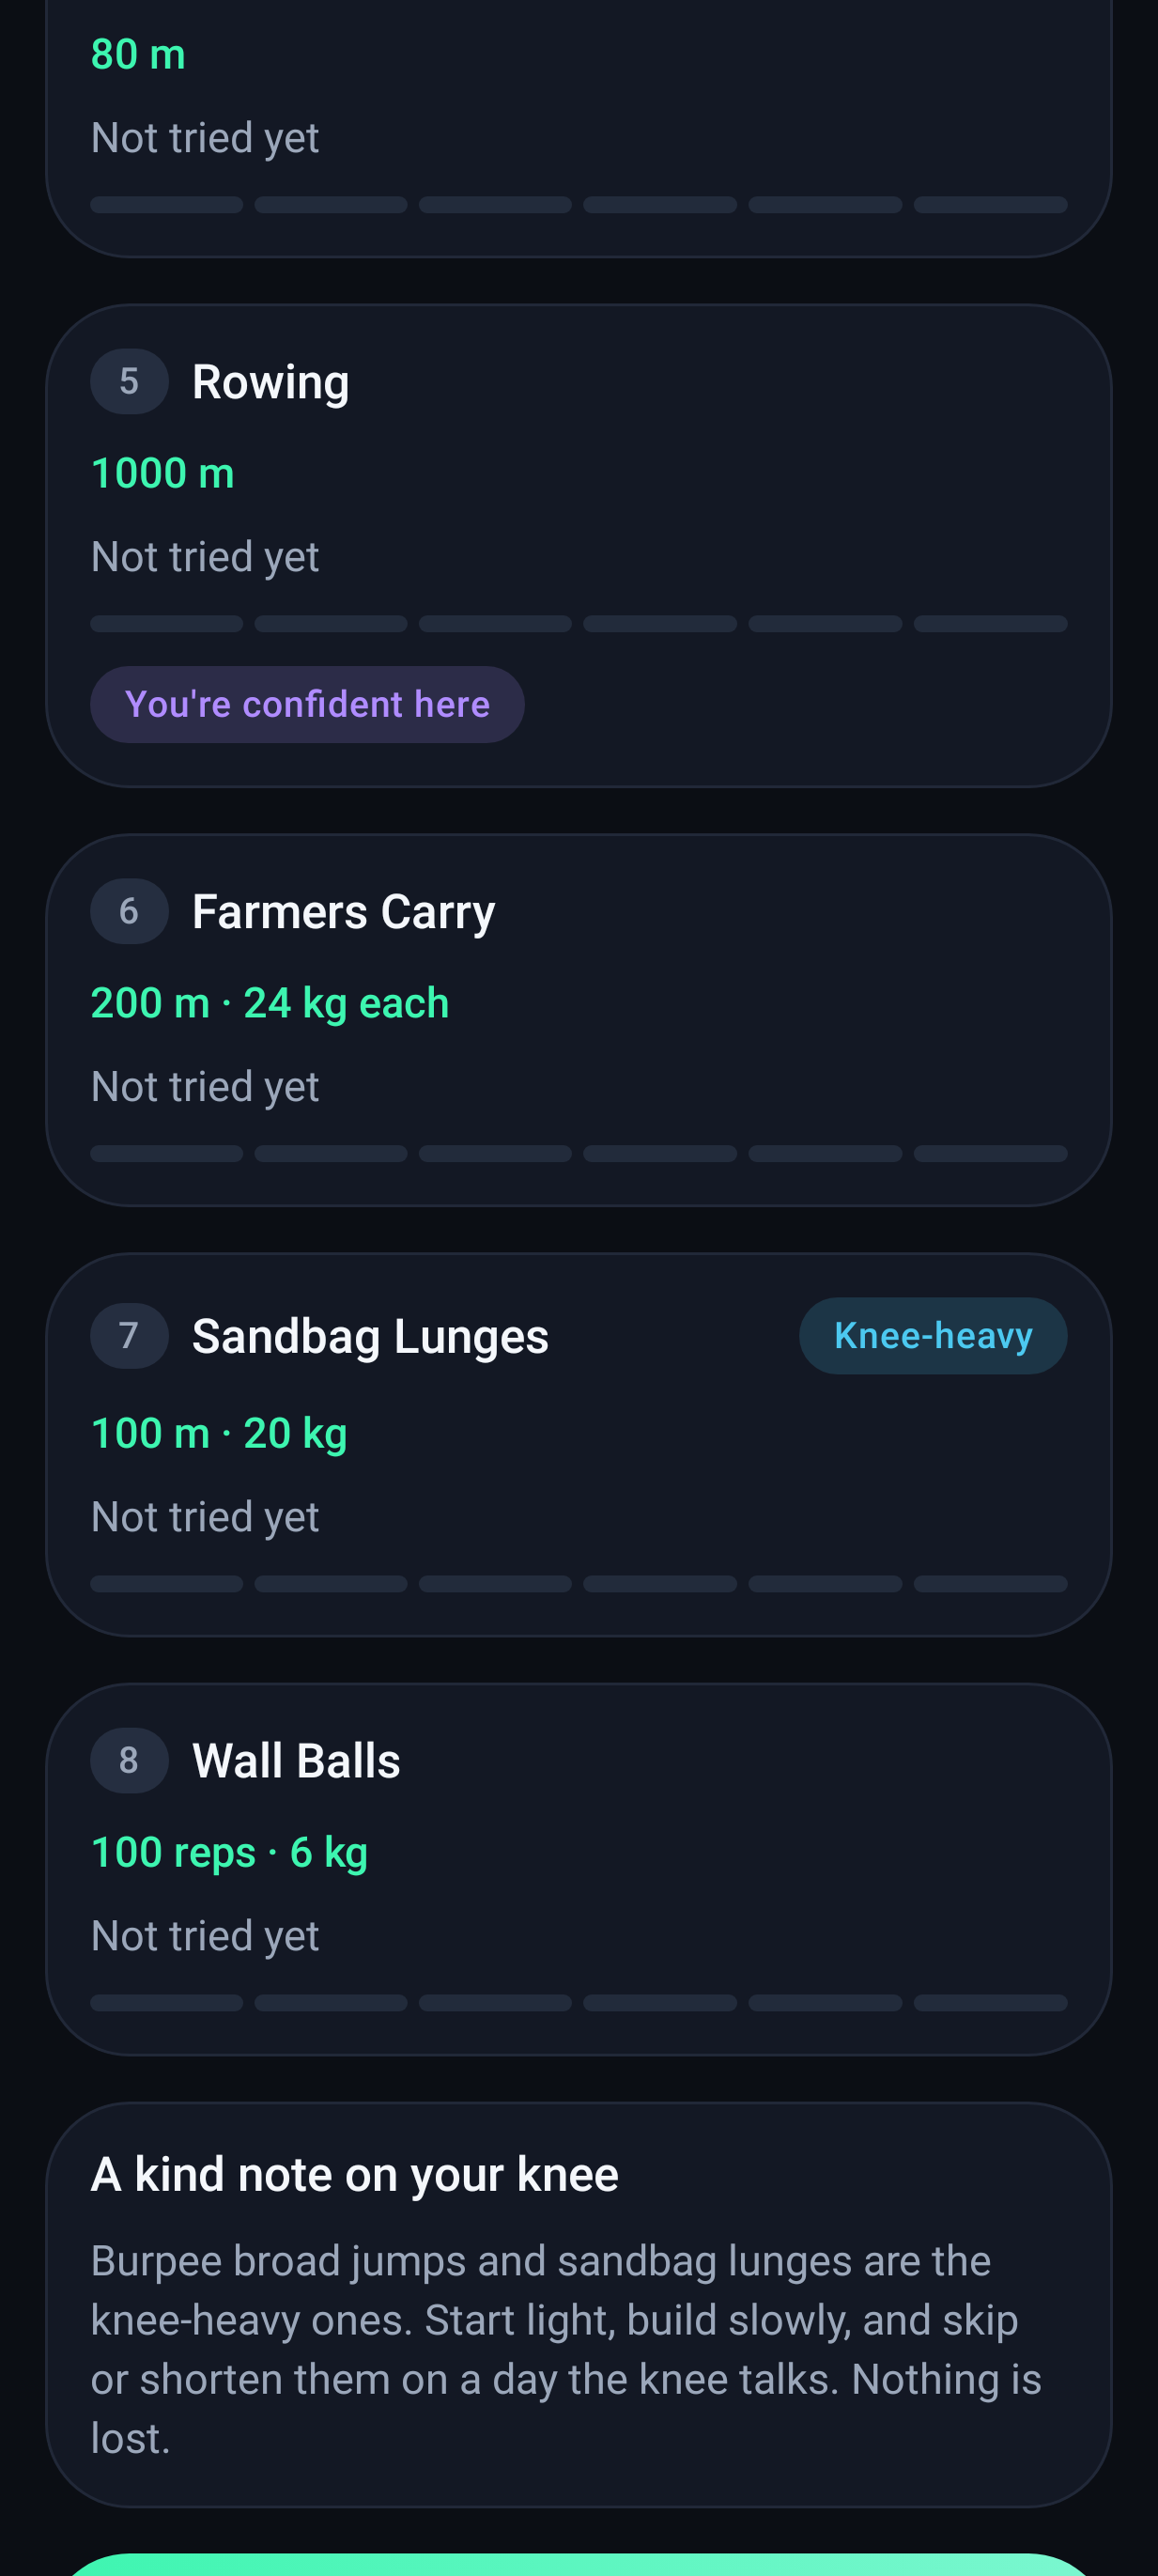 80 m
Not tried yet
5 Rowing
1000 m
Not tried yet
You're confident here
6 Farmers Carry
200 m · 24 kg each
Not tried yet
7 Sandbag Lunges Knee-heavy
100 m · 20 kg
Not tried yet
8 Wall Balls
100 reps · 6 kg
Not tried yet
A kind note on your knee
Burpee broad jumps and sandbag lunges are the
knee-heavy ones. Start light, build slowly, and skip
or shorten them on a day the knee talks. Nothing is
lost.